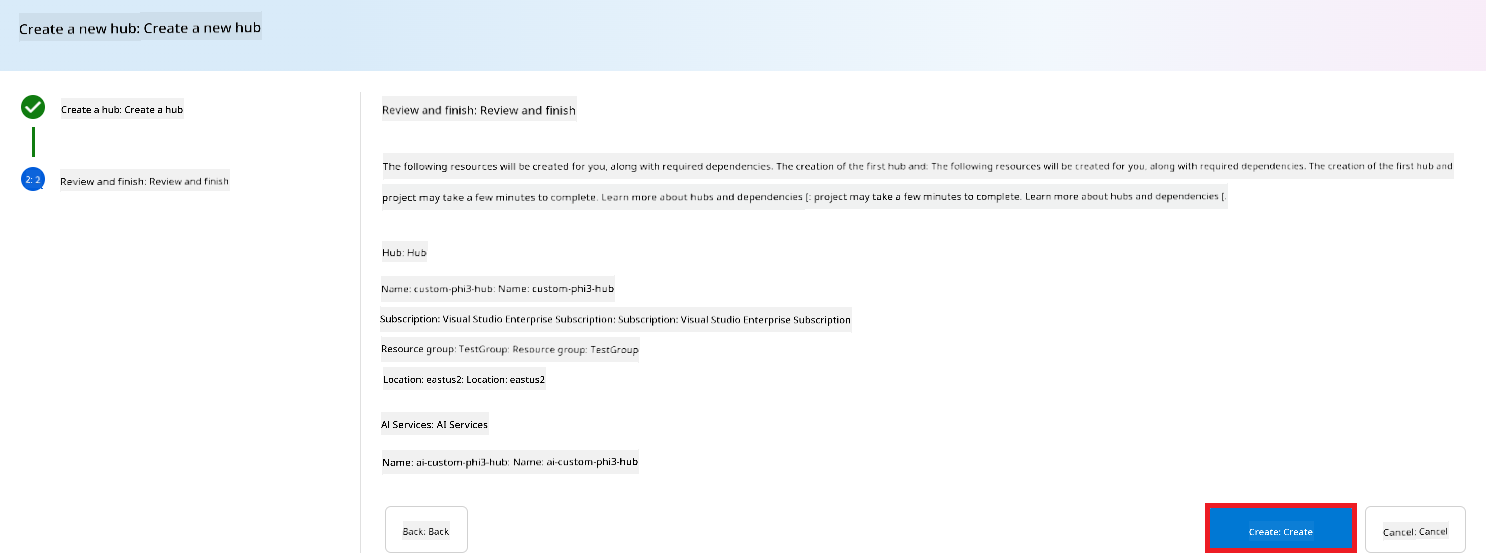 Create a new hub: Create a new hub
Create a hub: Create a hub
2: 2
Review and finish: Review and finish
Review and finish: Review and finish
The following resources will be created for you, along with required dependencies. The creation of the first hub and: The following resources will be created for you, along with required dependencies. The creation of the first hub and
project may take a few minutes to complete. Learn more about hubs and dependencies [: project may take a few minutes to complete. Learn more about hubs and dependencies [.
Hub: Hub
Name: custom-phi3-hub: Name: custom-phi3-hub
Subscription: Visual Studio Enterprise Subscription: Subscription: Visual Studio Enterprise Subscription
Resource group: TestGroup: Resource group: TestGroup
Location: eastus2: Location: eastus2
AI Services: AI Services
Name: ai-custom-phi3-hub: Name: ai-custom-phi3-hub
Back: Back
Create: Create
Cancel: Cancel